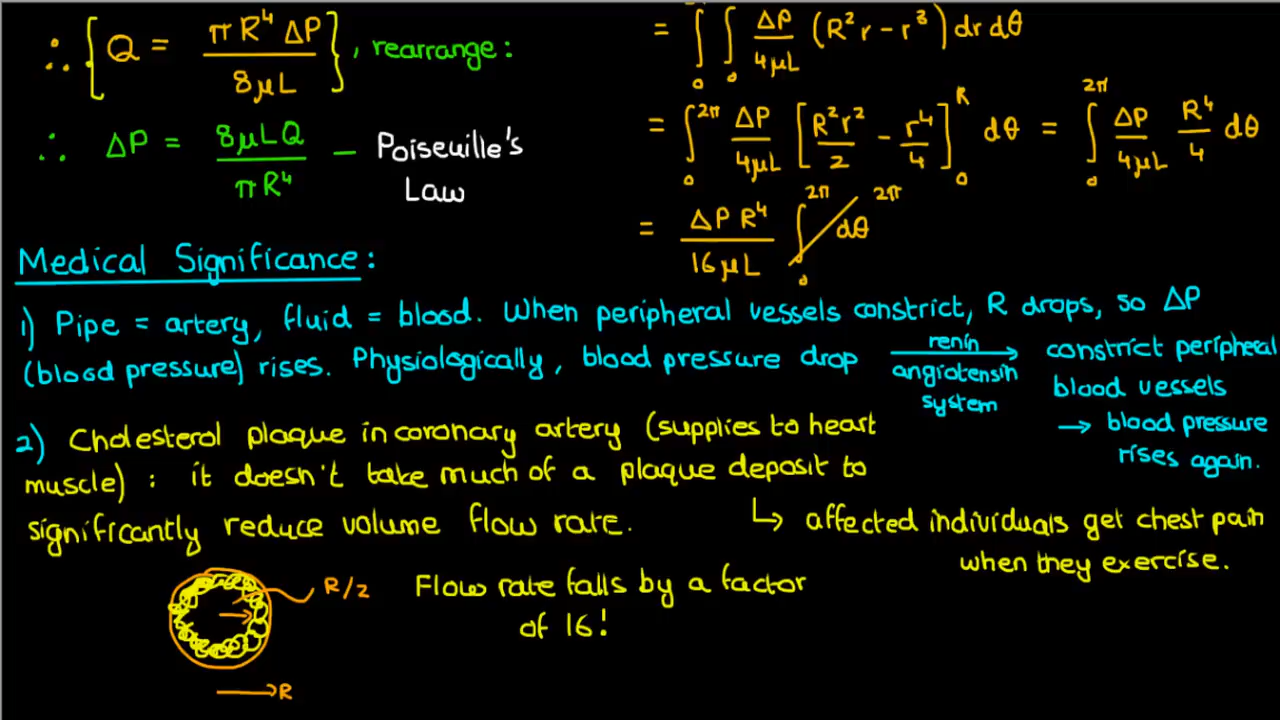 ∴ { Q = πR⁴ΔP / 8μL } , rearrange:
∴ ΔP = 8μLQ / πR⁴ – Poiseuille's Law
= ∫₀ ∫₀ ΔP/4μL (R²r − r³) dr dθ
= ∫₀^2π ΔP/4μL [R²r²/2 − r⁴/4]₀^R dθ = ∫₀^2π ΔP/4μL R⁴/4 dθ
= ΔP R⁴/16μL ∫₀^2π dθ 2π
Medical Significance:
1) Pipe = artery, fluid = blood. When peripheral vessels constrict, R drops, so ΔP
(blood pressure) rises. Physiologically, blood pressure drop
renin
angiotensin
system
→ constrict peripheral
blood vessels
→ blood pressure
rises again.
2) Cholesterol plaque in coronary artery (supplies to heart
muscle) : it doesn't take much of a plaque deposit to
significantly reduce volume flow rate.
↳ affected individuals get chest pain
when they exercise.
R/2
Flow rate falls by a factor
of 16!
→ R